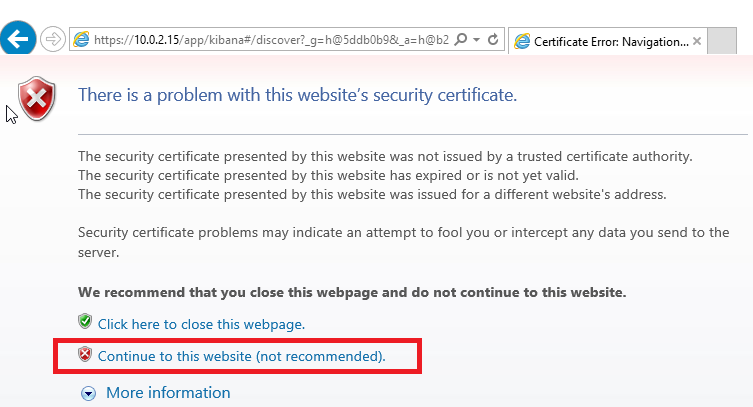 https://10.0.2.15/app/kibana#/discover?_g=h@5ddb0b9&_a=h@b2
Certificate Error: Navigation...
There is a problem with this website's security certificate.
The security certificate presented by this website was not issued by a trusted certificate authority.
The security certificate presented by this website has expired or is not yet valid.
The security certificate presented by this website was issued for a different website's address.
Security certificate problems may indicate an attempt to fool you or intercept any data you send to the
server.
We recommend that you close this webpage and do not continue to this website.
Click here to close this webpage.
Continue to this website (not recommended).
More information